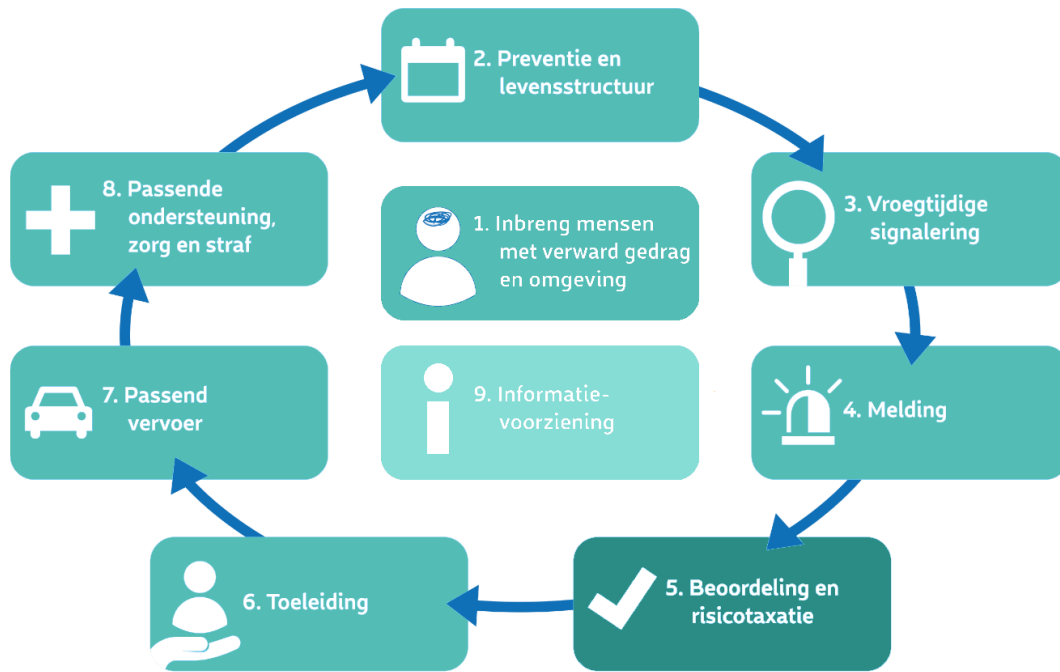 2. Preventie en
levensstructuur
8. Passende
ondersteuning,
zorg en straf
1. Inbreng mensen
met verward gedrag
en omgeving
3. Vroegtijdige
signalering
7. Passend
vervoer
9. Informatie-
voorziening
4. Melding
6. Toeleiding
5. Beoordeling en
risicotaxatie